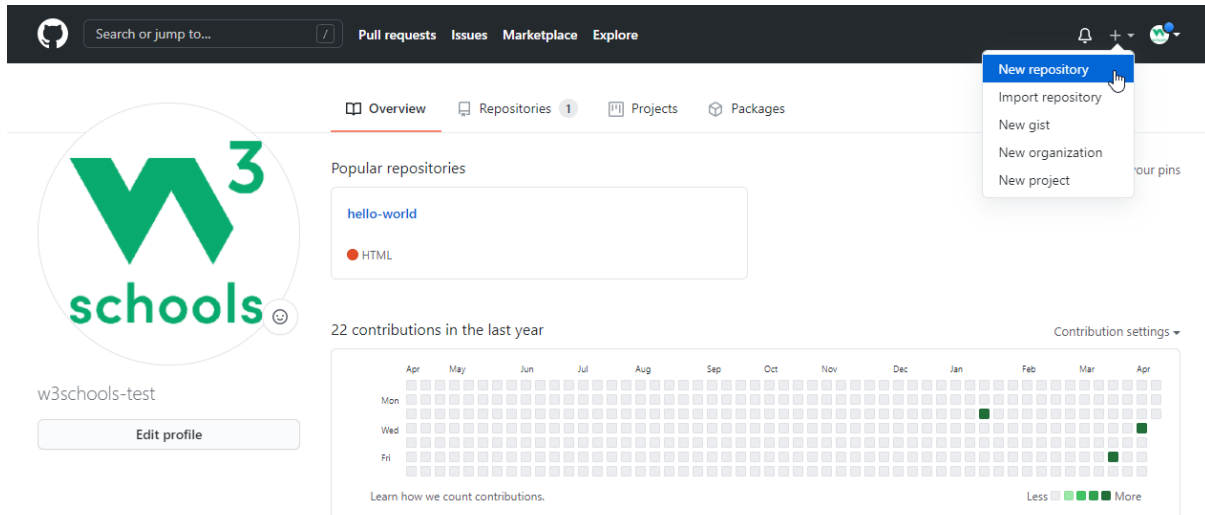 Search or jump to... / Pull requests Issues Marketplace Explore
New repository
Import repository
New gist
New organization
New project
Overview Repositories 1 Projects Packages
Popular repositories our pins
hello-world
HTML
W3
schools
w3schools-test
Edit profile
22 contributions in the last year Contribution settings
Apr May Jun Jul Aug Sep Oct Nov Dec Jan Feb Mar Apr
Mon
Wed
Fri
Learn how we count contributions. Less More